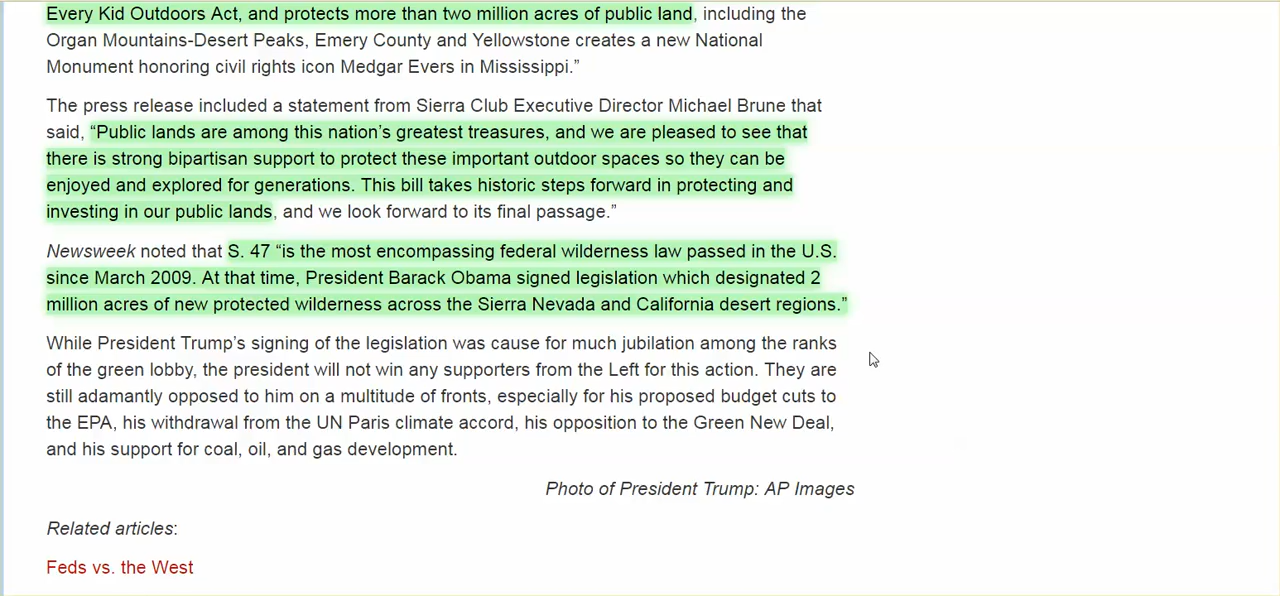 Every Kid Outdoors Act, and protects more than two million acres of public land, including the
Organ Mountains-Desert Peaks, Emery County and Yellowstone creates a new National
Monument honoring civil rights icon Medgar Evers in Mississippi.”
The press release included a statement from Sierra Club Executive Director Michael Brune that
said, “Public lands are among this nation’s greatest treasures, and we are pleased to see that
there is strong bipartisan support to protect these important outdoor spaces so they can be
enjoyed and explored for generations. This bill takes historic steps forward in protecting and
investing in our public lands, and we look forward to its final passage.”
Newsweek noted that S. 47 “is the most encompassing federal wilderness law passed in the U.S.
since March 2009. At that time, President Barack Obama signed legislation which designated 2
million acres of new protected wilderness across the Sierra Nevada and California desert regions.”
While President Trump’s signing of the legislation was cause for much jubilation among the ranks
of the green lobby, the president will not win any supporters from the Left for this action. They are
still adamantly opposed to him on a multitude of fronts, especially for his proposed budget cuts to
the EPA, his withdrawal from the UN Paris climate accord, his opposition to the Green New Deal,
and his support for coal, oil, and gas development.
Photo of President Trump: AP Images
Related articles:
Feds vs. the West